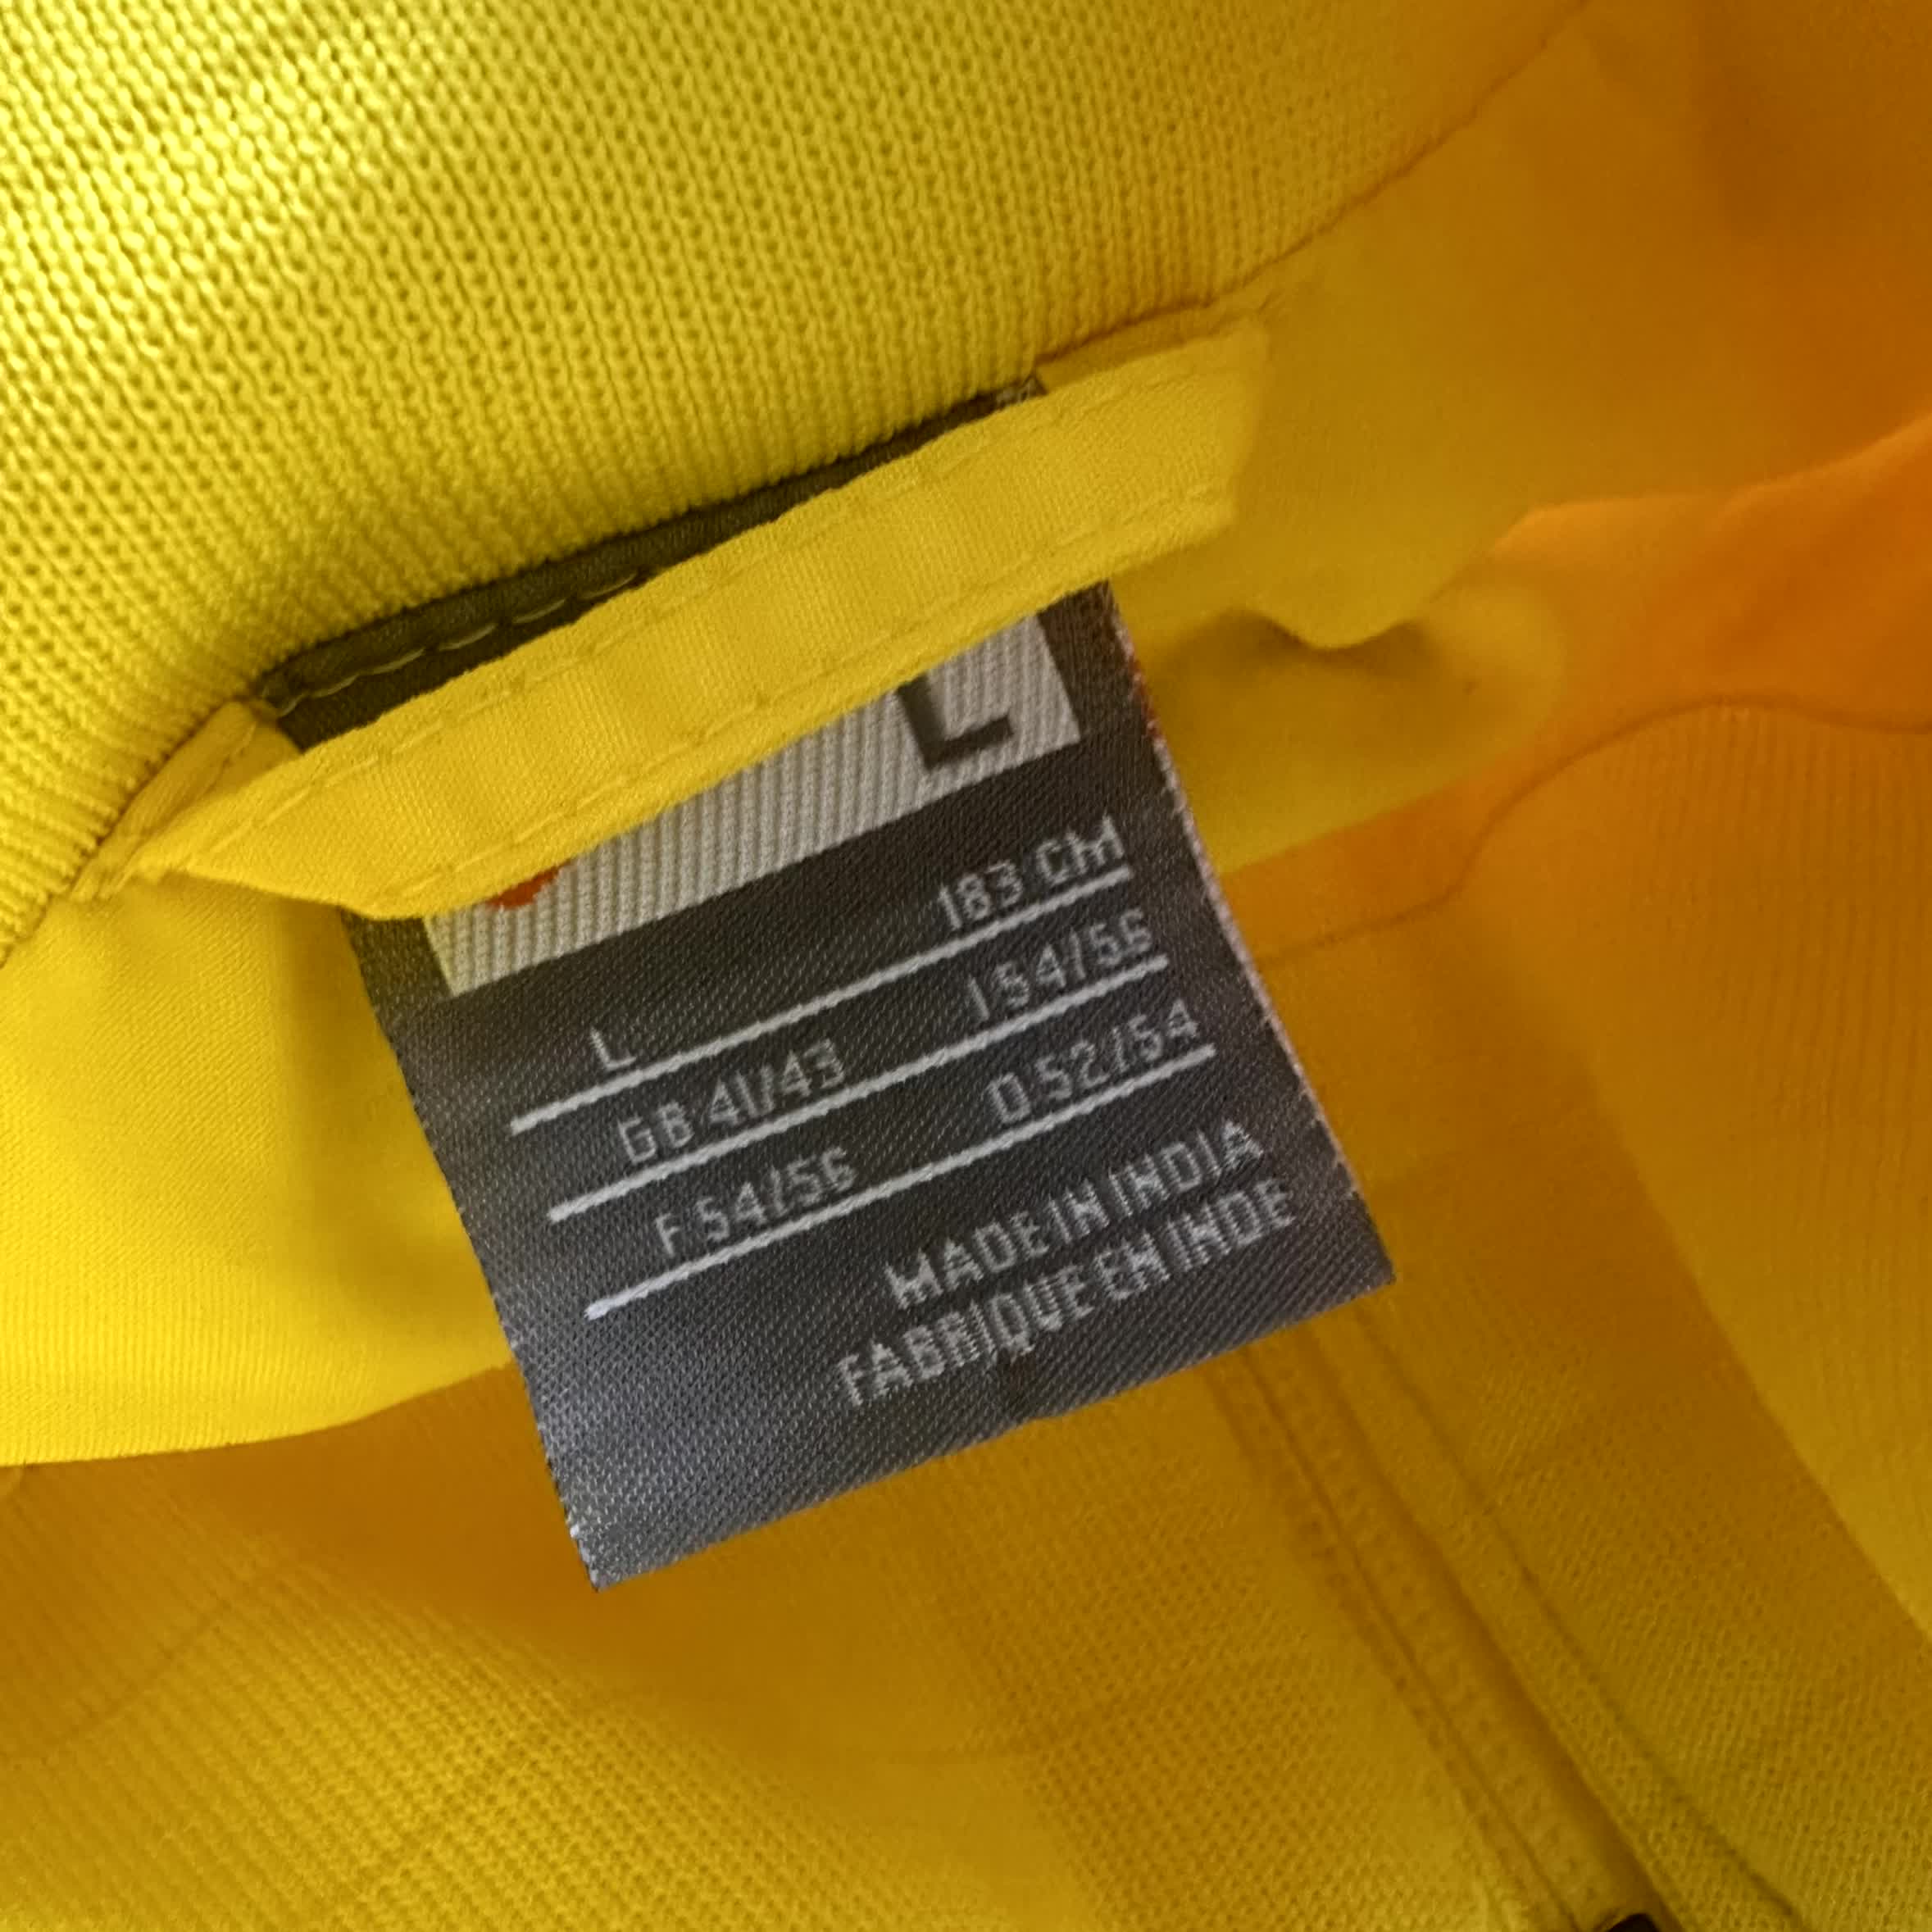 L
L 183 CM
GB 41/43 I 54/56
F 54/56 D 52/54
MADE IN INDIA
FABRIQUE EN INDE